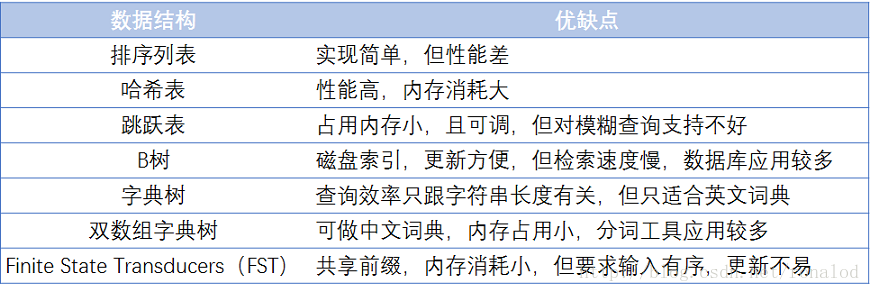 数据结构 优缺点
排序列表 实现简单，但性能差
哈希表 性能高，内存消耗大
跳跃表 占用内存小，且可调，但对模糊查询支持不好
B树 磁盘索引，更新方便，但检索速度慢，数据库应用较多
字典树 查询效率只跟字符串长度有关，但只适合英文词典
双数组字典树 可做中文词典，内存占用小，分词工具应用较多
Finite State Transducers（FST） 共享前缀，内存消耗小，但要求输入有序，更新不易